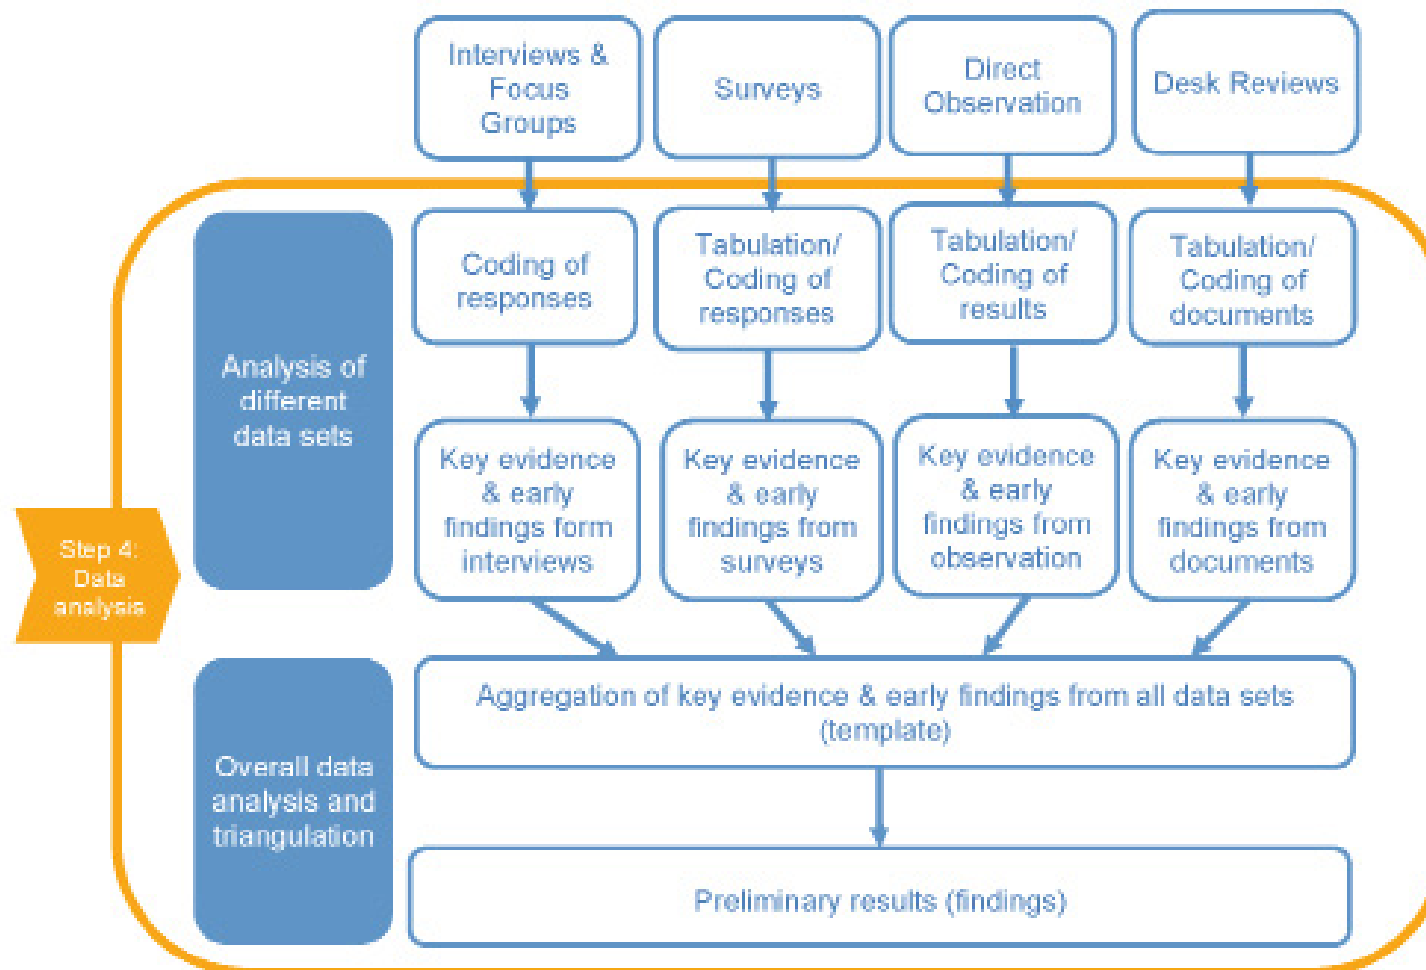 Interviews &
Focus
Groups
Surveys
Direct
Observation
Desk Reviews
Analysis of
different
data sets
Coding of
responses
Tabulation/
Coding of
responses
Tabulation/
Coding of
results
Tabulation/
Coding of
documents
Key evidence
& early
findings form
interviews
Key evidence
& early
findings from
surveys
Key evidence
& early
findings from
observation
Key evidence
& early
findings from
documents
Step 4:
Data
analysis
Overall data
analysis and
triangulation
Aggregation of key evidence & early findings from all data sets
(template)
Preliminary results (findings)